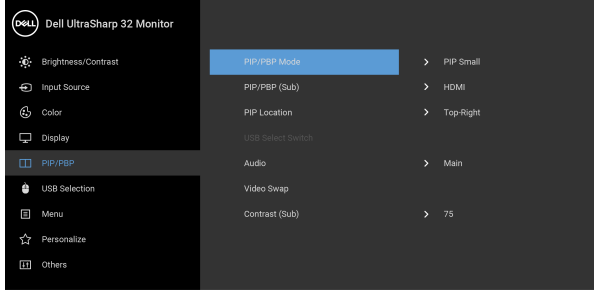 DELL Dell UltraSharp 32 Monitor
Brightness/Contrast
Input Source
Color
Display
PIP/PBP
USB Selection
Menu
Personalize
Others
PIP/PBP Mode > PIP Small
PIP/PBP (Sub) > HDMI
PIP Location > Top-Right
USB Select Switch
Audio > Main
Video Swap
Contrast (Sub) > 75